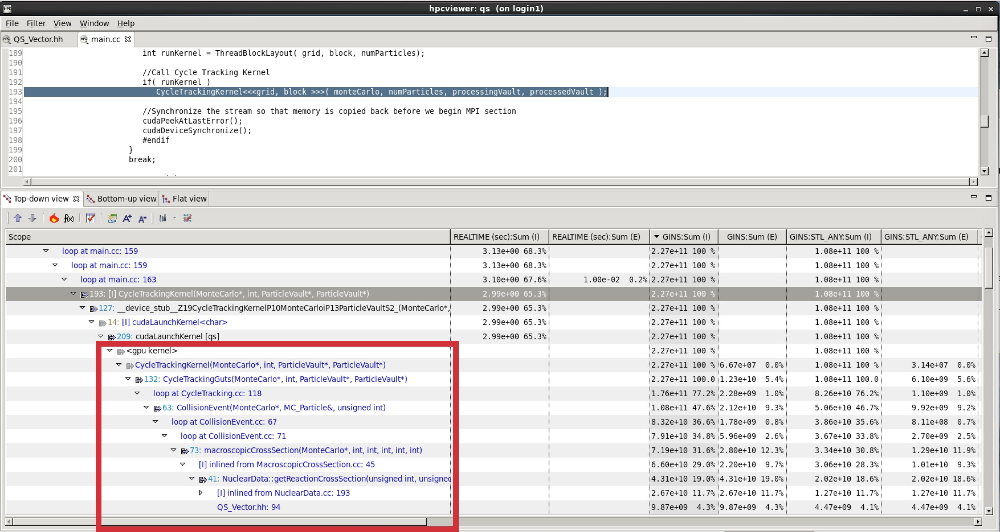 HPC
hpcviewer: qs (on login1)
File Filter View Window Help
QS_Vector.hh main.cc
189 int runKernel = ThreadBlockLayout( grid, block, numParticles);
190
191 //Call Cycle Tracking Kernel
192 if( runKernel )
193 CycleTrackingKernel<<<grid, block >>>( monteCarlo, numParticles, processingVault, processedVault );
194
195 //Synchronize the stream so that memory is copied back before we begin MPI section
196 cudaPeekAtLastError();
197 cudaDeviceSynchronize();
198 #endif
199 }
200 break;
201
Top-down view Bottom-up view Flat view
f(x) CSV A+ A-
Scope REALTIME (sec):Sum (I) REALTIME (sec):Sum (E) GINS:Sum (I) GINS:Sum (E) GINS:STL_ANY:Sum (I) GINS:STL_ANY:Sum (E)
loop at main.cc: 159 3.13e+00 68.3% 2.27e+11 100 % 1.08e+11 100 %
loop at main.cc: 159 3.13e+00 68.3% 2.27e+11 100 % 1.08e+11 100 %
loop at main.cc: 163 3.10e+00 67.6% 1.00e-02 0.2% 2.27e+11 100 % 1.08e+11 100 %
193: [I] CycleTrackingKernel(MonteCarlo*, int, ParticleVault*, ParticleVault*) 2.99e+00 65.3% 2.27e+11 100 % 1.08e+11 100 %
127: __device_stub__Z19CycleTrackingKernelP10MonteCarloiP13ParticleVaultS2_(MonteCarlo*, 2.99e+00 65.3% 2.27e+11 100 % 1.08e+11 100 %
14: [I] cudaLaunchKernel<char> 2.99e+00 65.3% 2.27e+11 100 % 1.08e+11 100 %
209: cudaLaunchKernel [qs] 2.99e+00 65.3% 2.27e+11 100 % 1.08e+11 100 %
<gpu kernel> 2.27e+11 100 % 1.08e+11 100 %
CycleTrackingKernel(MonteCarlo*, int, ParticleVault*, ParticleVault*) 2.27e+11 100 % 6.67e+07 0.0% 1.08e+11 100 % 3.14e+07 0.0%
132: CycleTrackingGuts(MonteCarlo*, int, ParticleVault*, ParticleVault*) 2.27e+11 100.0 1.23e+10 5.4% 1.08e+11 100.0 6.10e+09 5.6%
loop at CycleTracking.cc: 118 1.76e+11 77.2% 2.28e+09 1.0% 8.26e+10 76.2% 1.10e+09 1.0%
63: CollisionEvent(MonteCarlo*, MC_Particle&, unsigned int) 1.08e+11 47.6% 2.12e+10 9.3% 5.06e+10 46.7% 9.92e+09 9.2%
loop at CollisionEvent.cc: 67 8.32e+10 36.6% 1.78e+09 0.8% 3.86e+10 35.6% 8.11e+08 0.7%
loop at CollisionEvent.cc: 71 7.91e+10 34.8% 5.96e+09 2.6% 3.67e+10 33.8% 2.70e+09 2.5%
73: macroscopicCrossSection(MonteCarlo*, int, int, int, int, int) 7.19e+10 31.6% 2.80e+10 12.3% 3.34e+10 30.8% 1.29e+10 11.9%
[I] inlined from MacroscopicCrossSection.cc: 45 6.60e+10 29.0% 2.20e+10 9.7% 3.06e+10 28.3% 1.01e+10 9.3%
41: NuclearData::getReactionCrossSection(unsigned int, unsigned 4.31e+10 19.0% 4.31e+10 19.0% 2.02e+10 18.6% 2.02e+10 18.6%
[I] inlined from NuclearData.cc: 193 2.67e+10 11.7% 2.67e+10 11.7% 1.27e+10 11.7% 1.27e+10 11.7%
QS_Vector.hh: 94 9.87e+09 4.3% 9.87e+09 4.3% 4.47e+09 4.1% 4.47e+09 4.1%